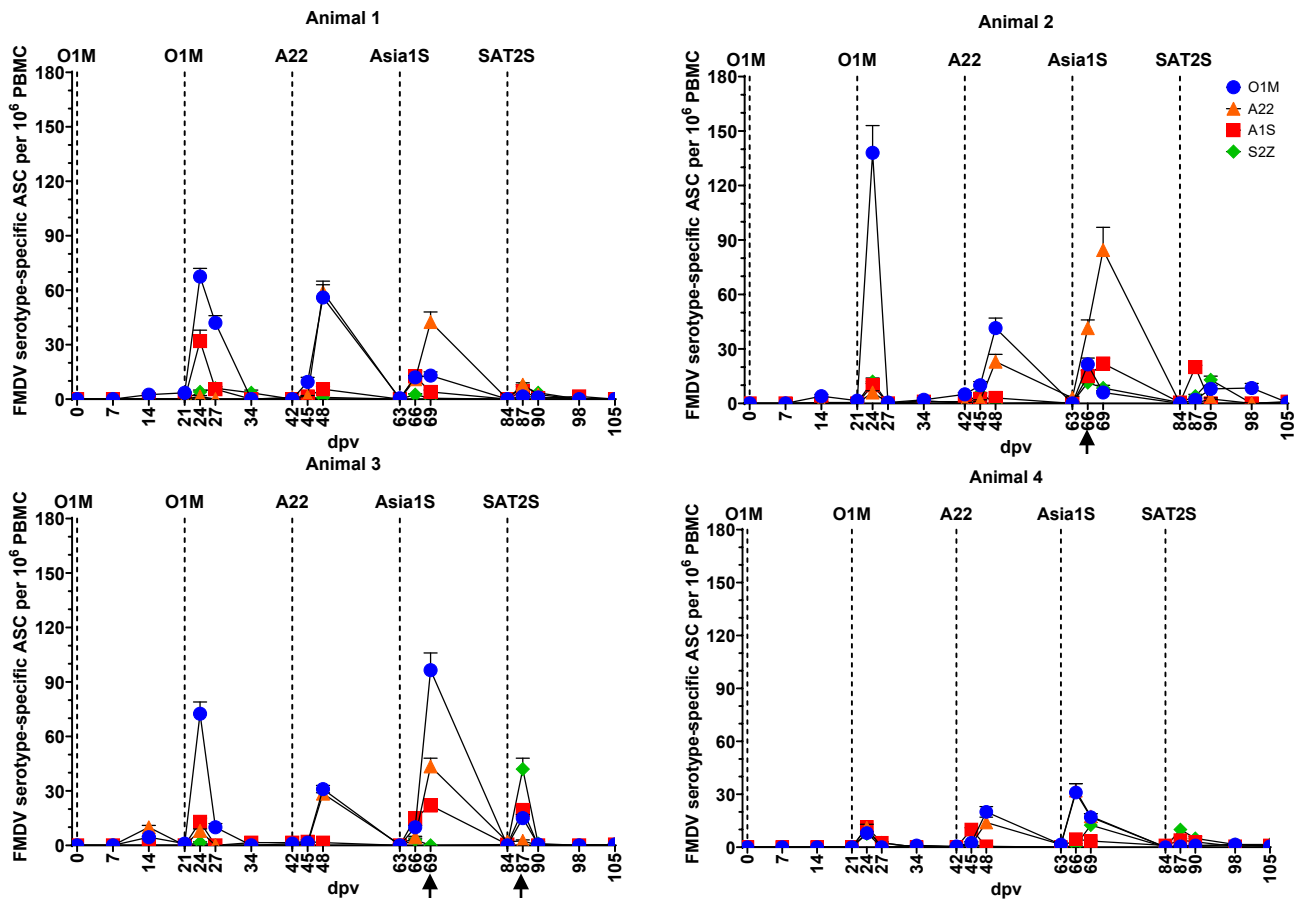 Animal 1
O1M O1M A22 Asia1S SAT2S
FMDV serotype-specific ASC per 10⁶ PBMC
180
150
120
90
60
30
0
0 7 14 21 24 27 34 42 45 48 63 66 69 84 87 90 98 105
dpv
Animal 2
O1M O1M A22 Asia1S SAT2S
FMDV serotype-specific ASC per 10⁶ PBMC
180
150
120
90
60
30
0
0 7 14 21 24 27 34 42 45 48 63 66 69 84 87 90 98 105
dpv
O1M
A22
A1S
S2Z
Animal 3
O1M O1M A22 Asia1S SAT2S
FMDV serotype-specific ASC per 10⁶ PBMC
180
150
120
90
60
30
0
0 7 14 21 24 27 34 42 45 48 63 66 69 84 87 90 98 105
dpv
Animal 4
O1M O1M A22 Asia1S SAT2S
FMDV serotype-specific ASC per 10⁶ PBMC
180
150
120
90
60
30
0
0 7 14 21 24 27 34 42 45 48 63 66 69 84 87 90 98 105
dpv